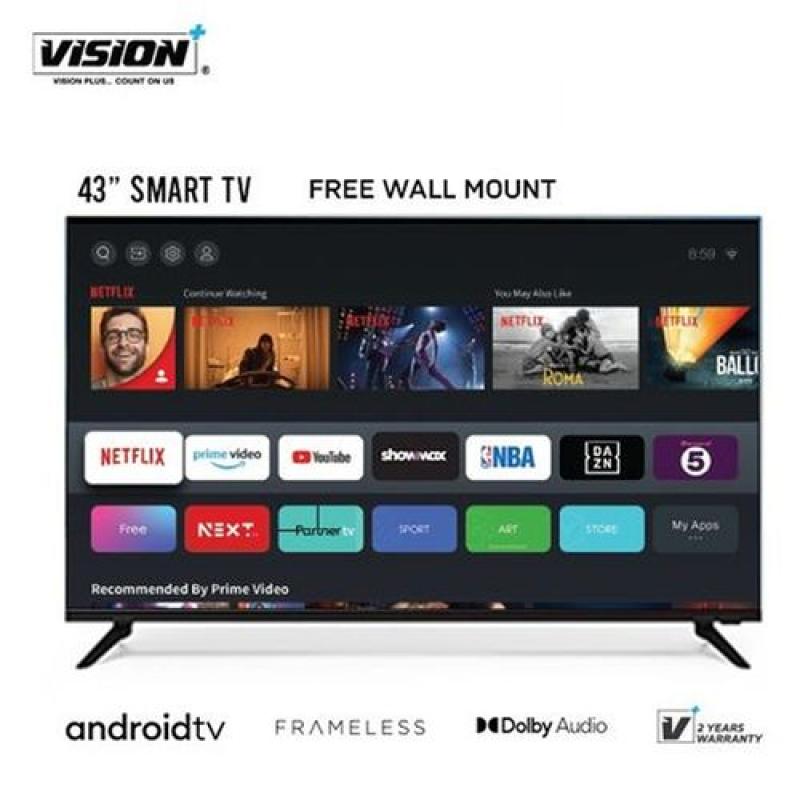 ViSiON+
®
VISION PLUS... COUNT ON US
43” SMART TV
FREE WALL MOUNT
8:59
NETFLIX
Continue Watching
You May Also Like
NETFLIX
NETFLIX
NETFLIX
NETFLIX
ROMA
BALL
NETFLIX
prime video
YouTube
showmax
NBA
DAZN
5
Free
NEXT
Partner tv
SPORT
ART
STORE
My Apps
Recommended By Prime Video
androidtv
FRAMELESS
Dolby Audio
V+
2 YEARS
WARRANTY